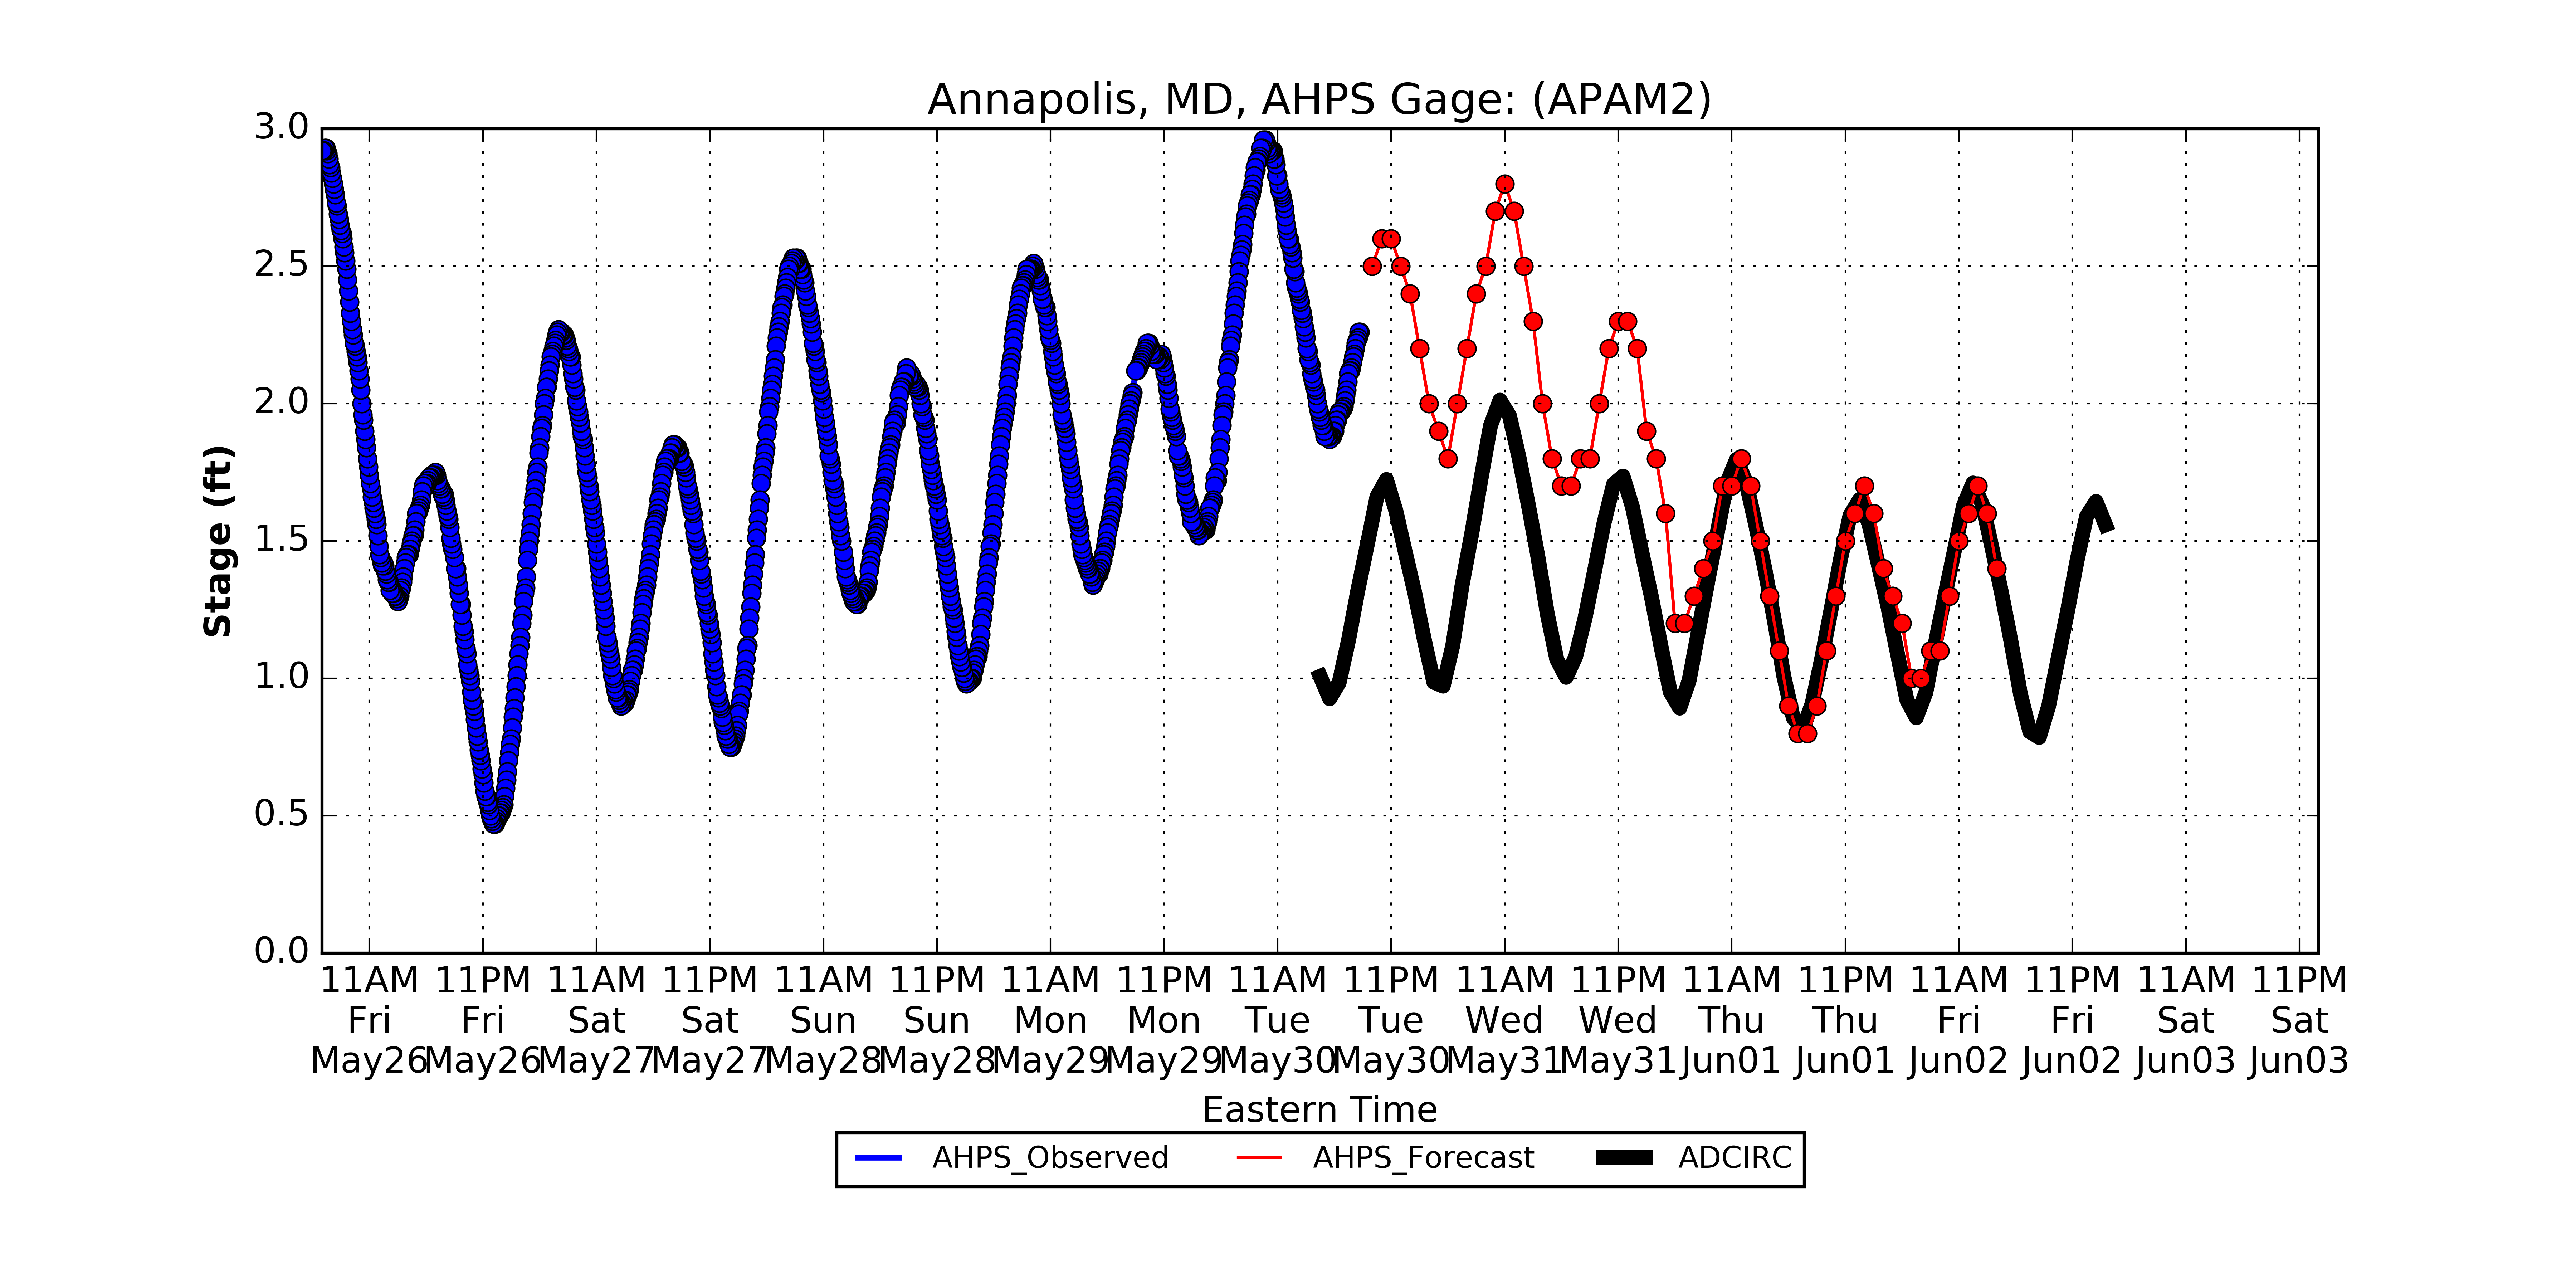 Annapolis, MD, AHPS Gage: (APAM2)
3.0
2.5
2.0
1.5
1.0
0.5
0.0
Stage (ft)
11AM 11PM 11AM 11PM 11AM 11PM 11AM 11PM 11AM 11PM 11AM 11PM 11AM 11PM 11AM 11PM 11AM 11PM
Fri Fri Sat Sat Sun Sun Mon Mon Tue Tue Wed Wed Thu Thu Fri Fri Sat Sat
May26 May26 May27 May27 May28 May28 May29 May29 May30 May30 May31 May31 Jun01 Jun01 Jun02 Jun02 Jun03 Jun03
Eastern Time
AHPS_Observed AHPS_Forecast ADCIRC